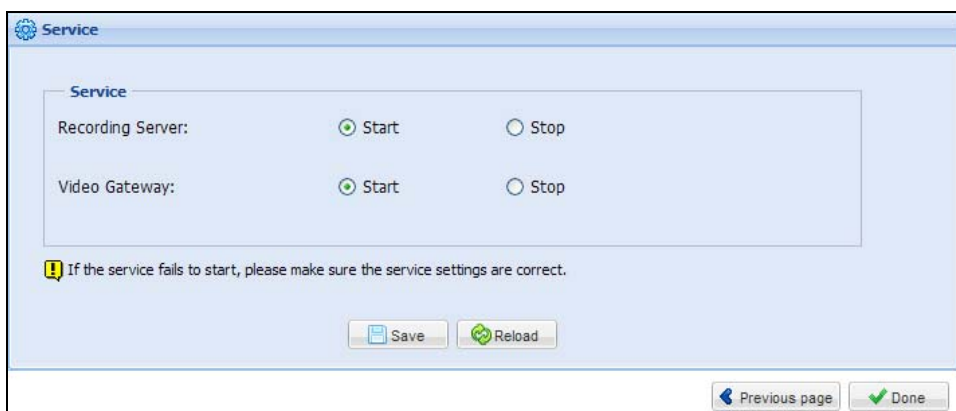 Service
Service
Recording Server: Start Stop
Video Gateway: Start Stop
If the service fails to start, please make sure the service settings are correct.
Save Reload
Previous page Done